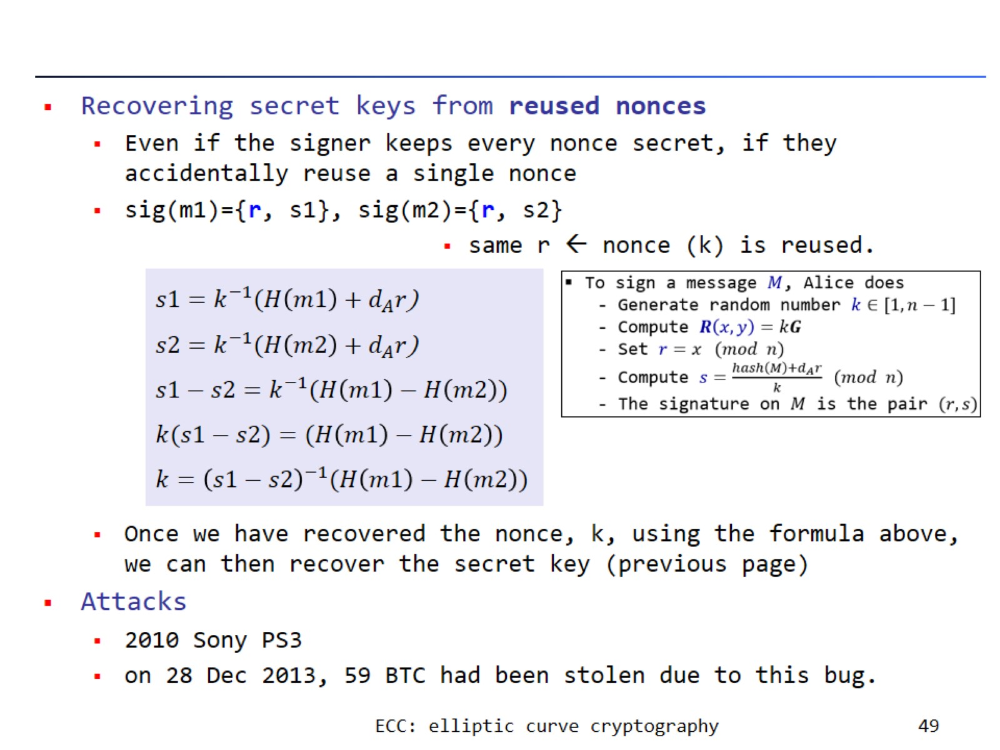 ▪ Recovering secret keys from reused nonces
▪ Even if the signer keeps every nonce secret, if they
accidentally reuse a single nonce
▪ sig(m1)={r, s1}, sig(m2)={r, s2}
▪ same r ← nonce (k) is reused.
s1 = k⁻¹(H(m1) + d_A r)
s2 = k⁻¹(H(m2) + d_A r)
s1 − s2 = k⁻¹(H(m1) − H(m2))
k(s1 − s2) = (H(m1) − H(m2))
k = (s1 − s2)⁻¹(H(m1) − H(m2))
▪ To sign a message M, Alice does
- Generate random number k ∈ [1, n − 1]
- Compute R(x, y) = kG
- Set r = x (mod n)
- Compute s = (hash(M)+d_A r)/k (mod n)
- The signature on M is the pair (r, s)
▪ Once we have recovered the nonce, k, using the formula above,
we can then recover the secret key (previous page)
▪ Attacks
▪ 2010 Sony PS3
▪ on 28 Dec 2013, 59 BTC had been stolen due to this bug.
ECC: elliptic curve cryptography 49